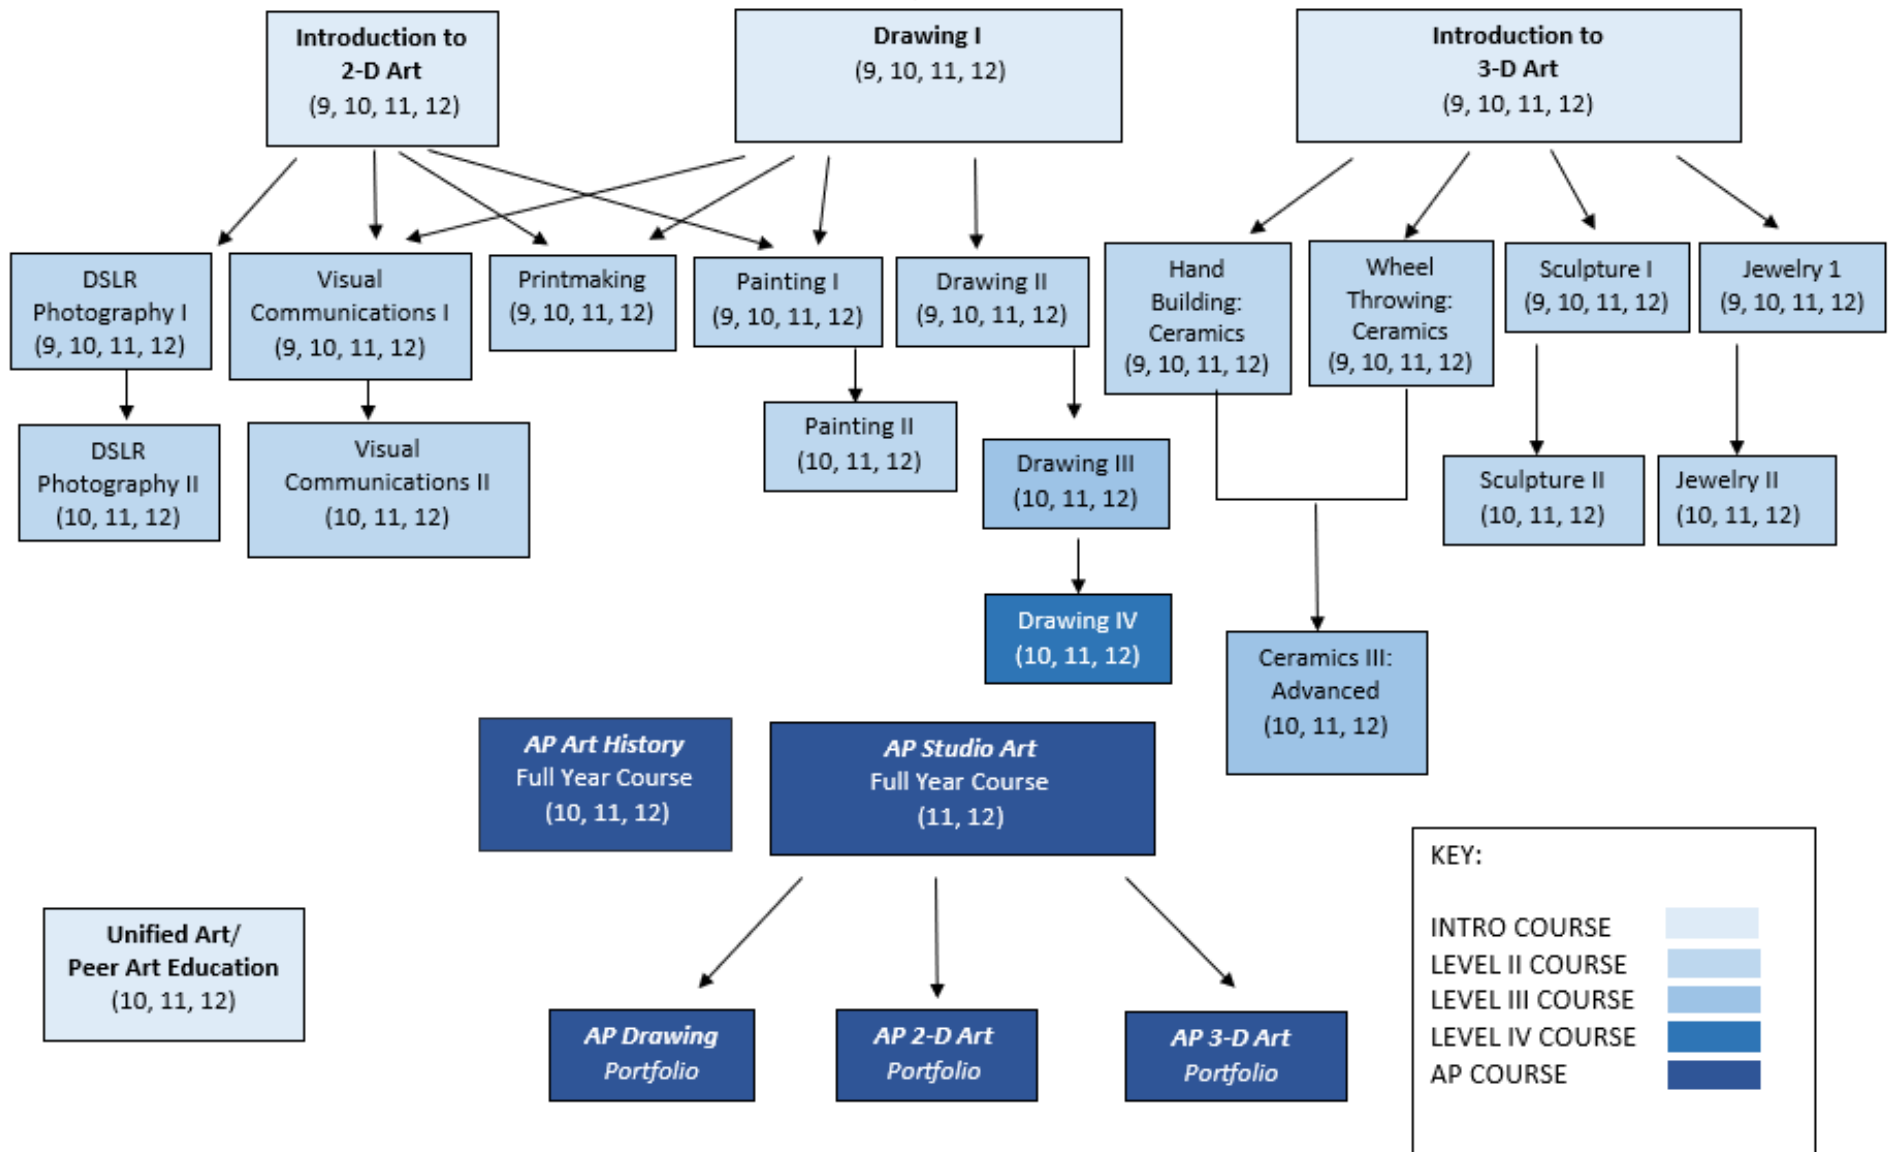 Introduction to
2-D Art
(9, 10, 11, 12)
Drawing I
(9, 10, 11, 12)
Introduction to
3-D Art
(9, 10, 11, 12)
DSLR
Photography I
(9, 10, 11, 12)
Visual
Communications I
(9, 10, 11, 12)
Printmaking
(9, 10, 11, 12)
Painting I
(9, 10, 11, 12)
Drawing II
(9, 10, 11, 12)
Hand
Building:
Ceramics
(9, 10, 11, 12)
Wheel
Throwing:
Ceramics
(9, 10, 11, 12)
Sculpture I
(9, 10, 11, 12)
Jewelry 1
(9, 10, 11, 12)
DSLR
Photography II
(10, 11, 12)
Visual
Communications II
(10, 11, 12)
Painting II
(10, 11, 12)
Drawing III
(10, 11, 12)
Sculpture II
(10, 11, 12)
Jewelry II
(10, 11, 12)
Drawing IV
(10, 11, 12)
Ceramics III:
Advanced
(10, 11, 12)
AP Art History
Full Year Course
(10, 11, 12)
AP Studio Art
Full Year Course
(11, 12)
Unified Art/
Peer Art Education
(10, 11, 12)
AP Drawing
Portfolio
AP 2-D Art
Portfolio
AP 3-D Art
Portfolio
KEY:
INTRO COURSE
LEVEL II COURSE
LEVEL III COURSE
LEVEL IV COURSE
AP COURSE